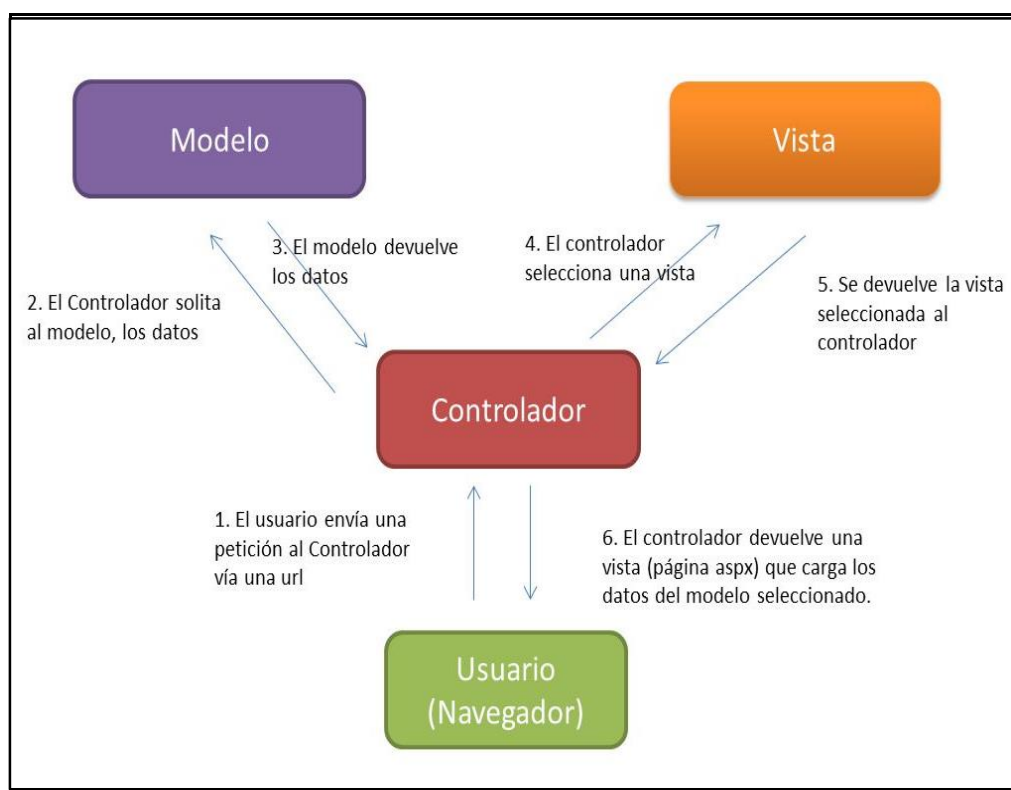 Modelo
Vista
3. El modelo devuelve
los datos
4. El controlador
selecciona una vista
2. El Controlador solita
al modelo, los datos
5. Se devuelve la vista
seleccionada al
controlador
Controlador
1. El usuario envía una
petición al Controlador
vía una url
6. El controlador devuelve una
vista (página aspx) que carga los
datos del modelo seleccionado.
Usuario
(Navegador)